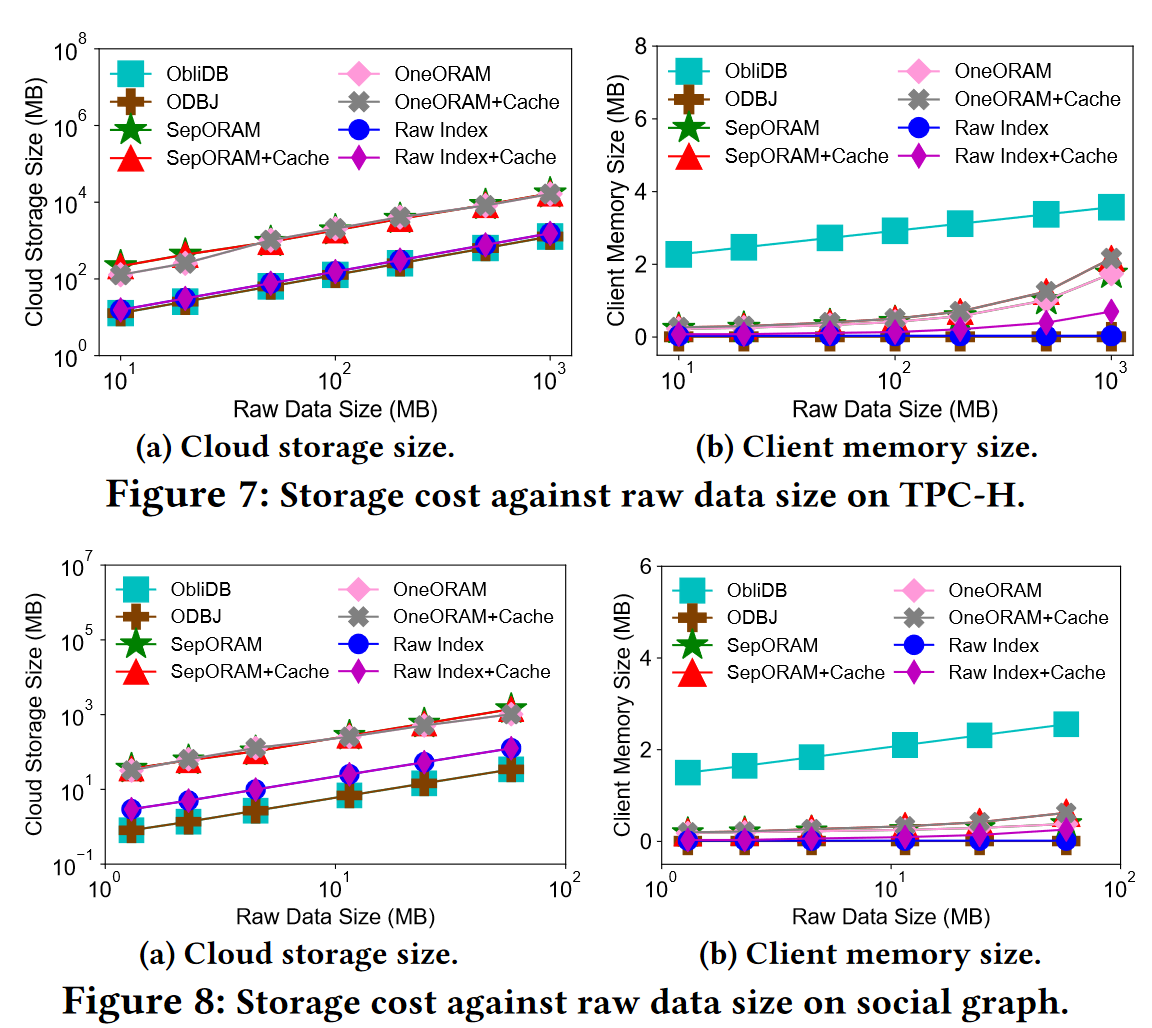 Cloud Storage Size (MB)
10^8
10^6
10^4
10^2
10^0
ObliDB
ODBJ
SepORAM
SepORAM+Cache
OneORAM
OneORAM+Cache
Raw Index
Raw Index+Cache
10^1 10^2 10^3
Raw Data Size (MB)
(a) Cloud storage size.
Client Memory Size (MB)
8
6
4
2
0
ObliDB
ODBJ
SepORAM
SepORAM+Cache
OneORAM
OneORAM+Cache
Raw Index
Raw Index+Cache
10^1 10^2 10^3
Raw Data Size (MB)
(b) Client memory size.
Figure 7: Storage cost against raw data size on TPC-H.
Cloud Storage Size (MB)
10^7
10^5
10^3
10^1
10^−1
ObliDB
ODBJ
SepORAM
SepORAM+Cache
OneORAM
OneORAM+Cache
Raw Index
Raw Index+Cache
10^0 10^1 10^2
Raw Data Size (MB)
(a) Cloud storage size.
Client Memory Size (MB)
6
4
2
0
ObliDB
ODBJ
SepORAM
SepORAM+Cache
OneORAM
OneORAM+Cache
Raw Index
Raw Index+Cache
10^0 10^1 10^2
Raw Data Size (MB)
(b) Client memory size.
Figure 8: Storage cost against raw data size on social graph.